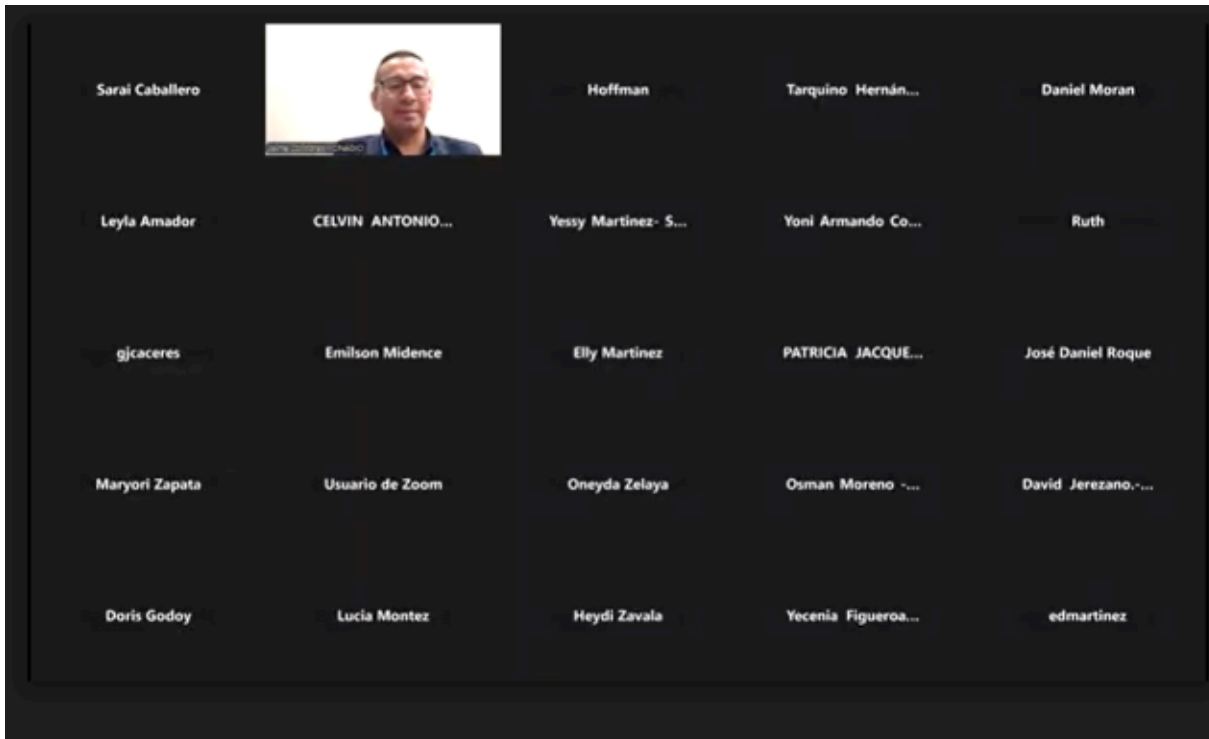 Sarai Caballero
Hoffman
Tarquino Hernán...
Daniel Moran
Leyla Amador
CELVIN ANTONIO...
Yessy Martinez- S...
Yoni Armando Co...
Ruth
gjcaceres
Emilson Midence
Elly Martinez
PATRICIA JACQUE...
José Daniel Roque
Maryori Zapata
Usuario de Zoom
Oneyda Zelaya
Osman Moreno -...
David Jerezano.-...
Doris Godoy
Lucia Montez
Heydi Zavala
Yecenia Figueroa...
edmartinez